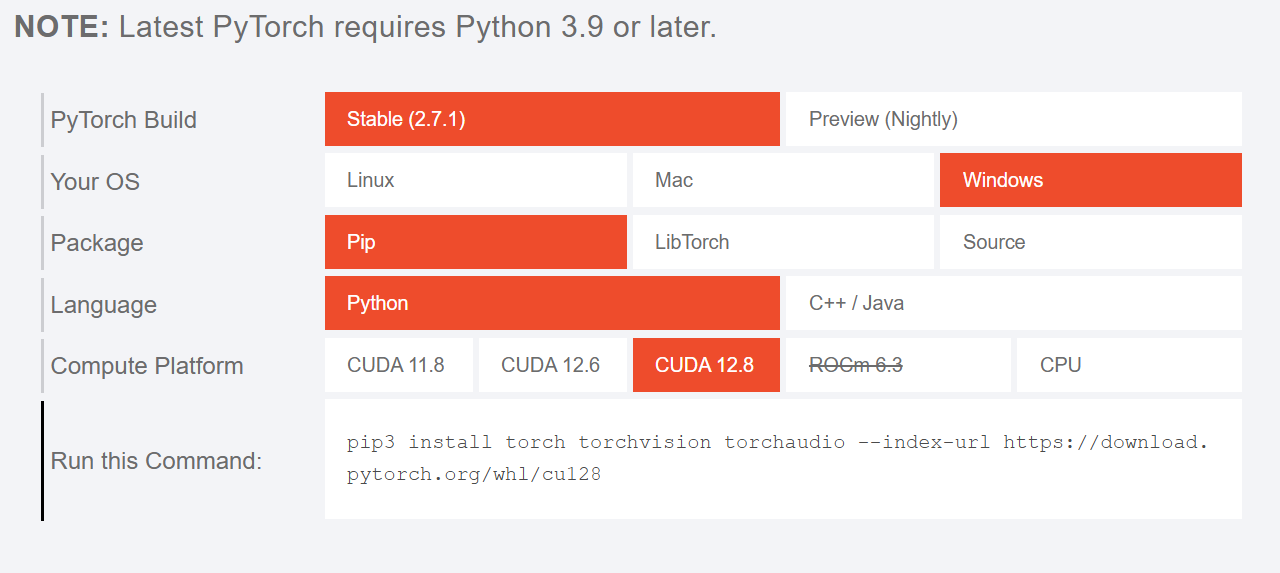 NOTE: Latest PyTorch requires Python 3.9 or later.
PyTorch Build
Stable (2.7.1)
Preview (Nightly)
Your OS
Linux
Mac
Windows
Package
Pip
LibTorch
Source
Language
Python
C++ / Java
Compute Platform
CUDA 11.8
CUDA 12.6
CUDA 12.8
ROCm 6.3
CPU
Run this Command:
pip3 install torch torchvision torchaudio --index-url https://download.
pytorch.org/whl/cu128